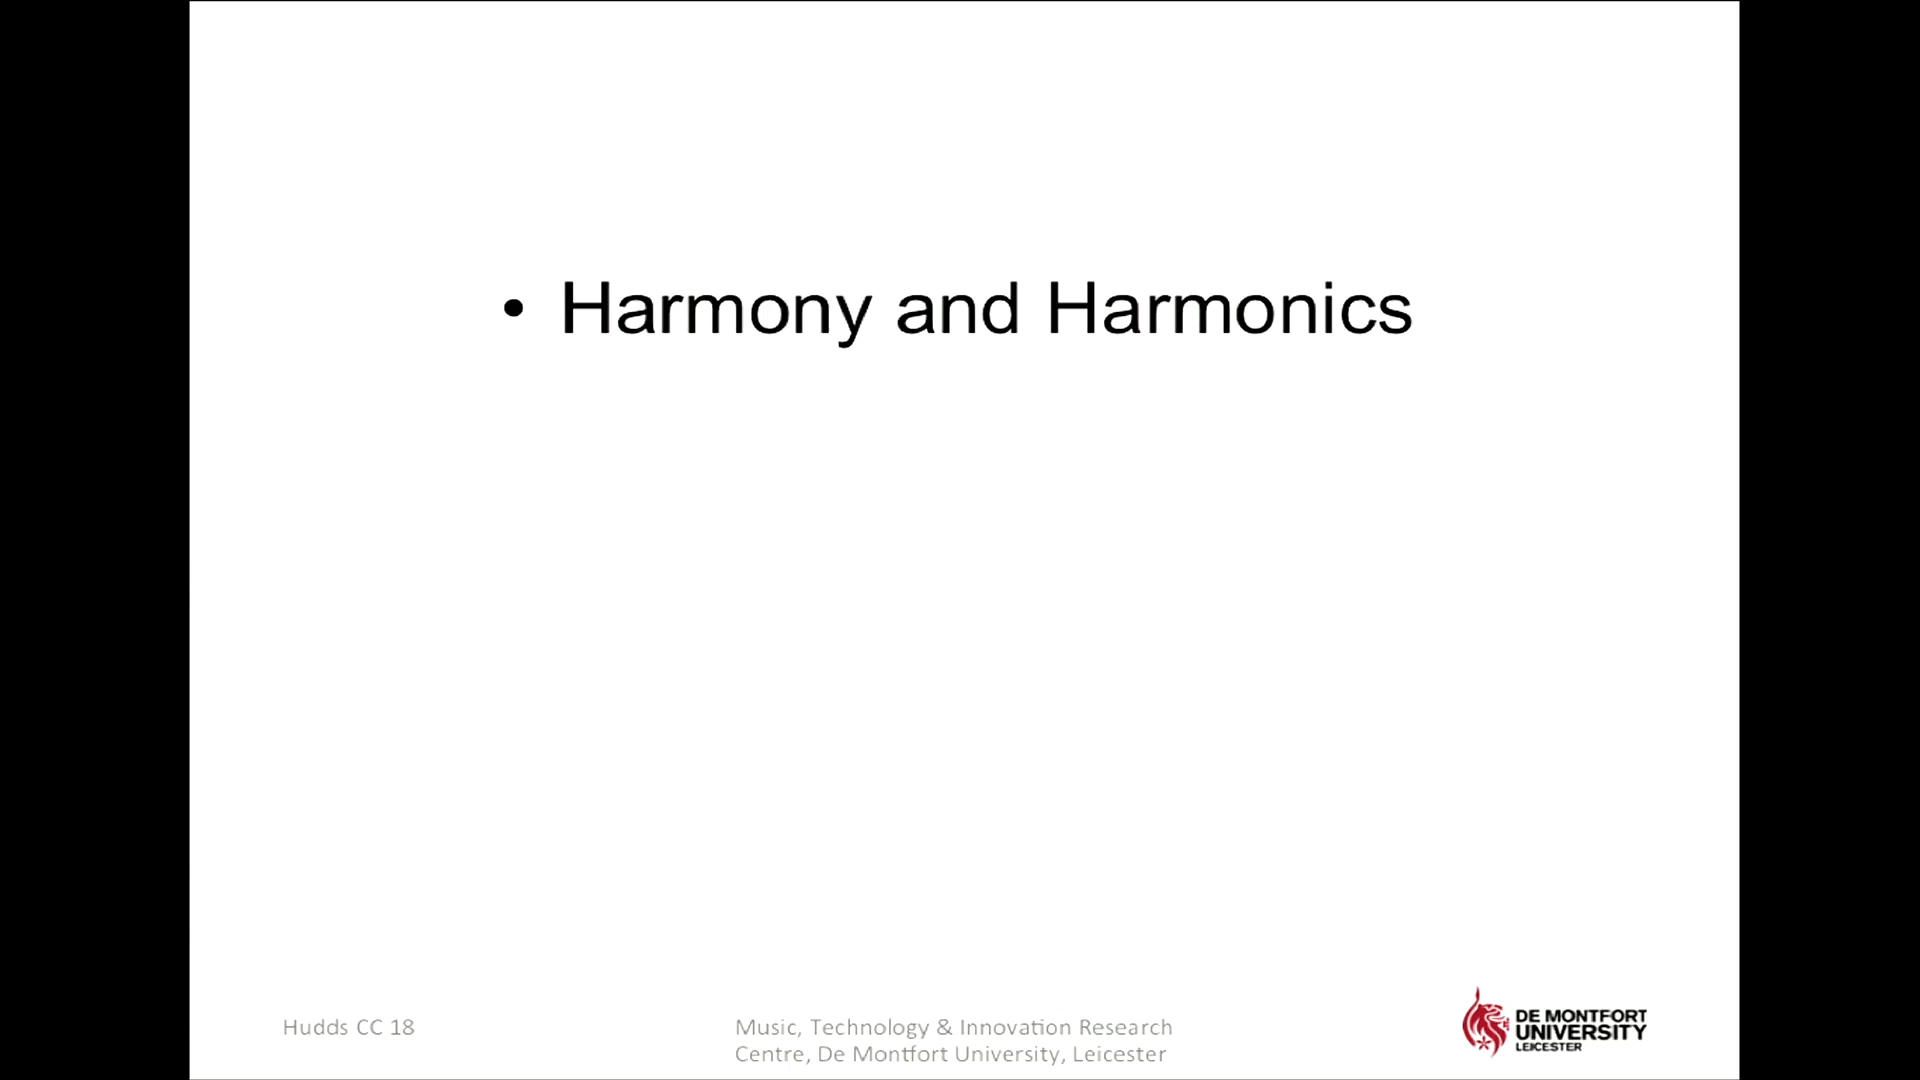 • Harmony and Harmonics
Hudds CC 18
Music, Technology & Innovation Research
Centre, De Montfort University, Leicester
DE MONTFORT
UNIVERSITY
LEICESTER